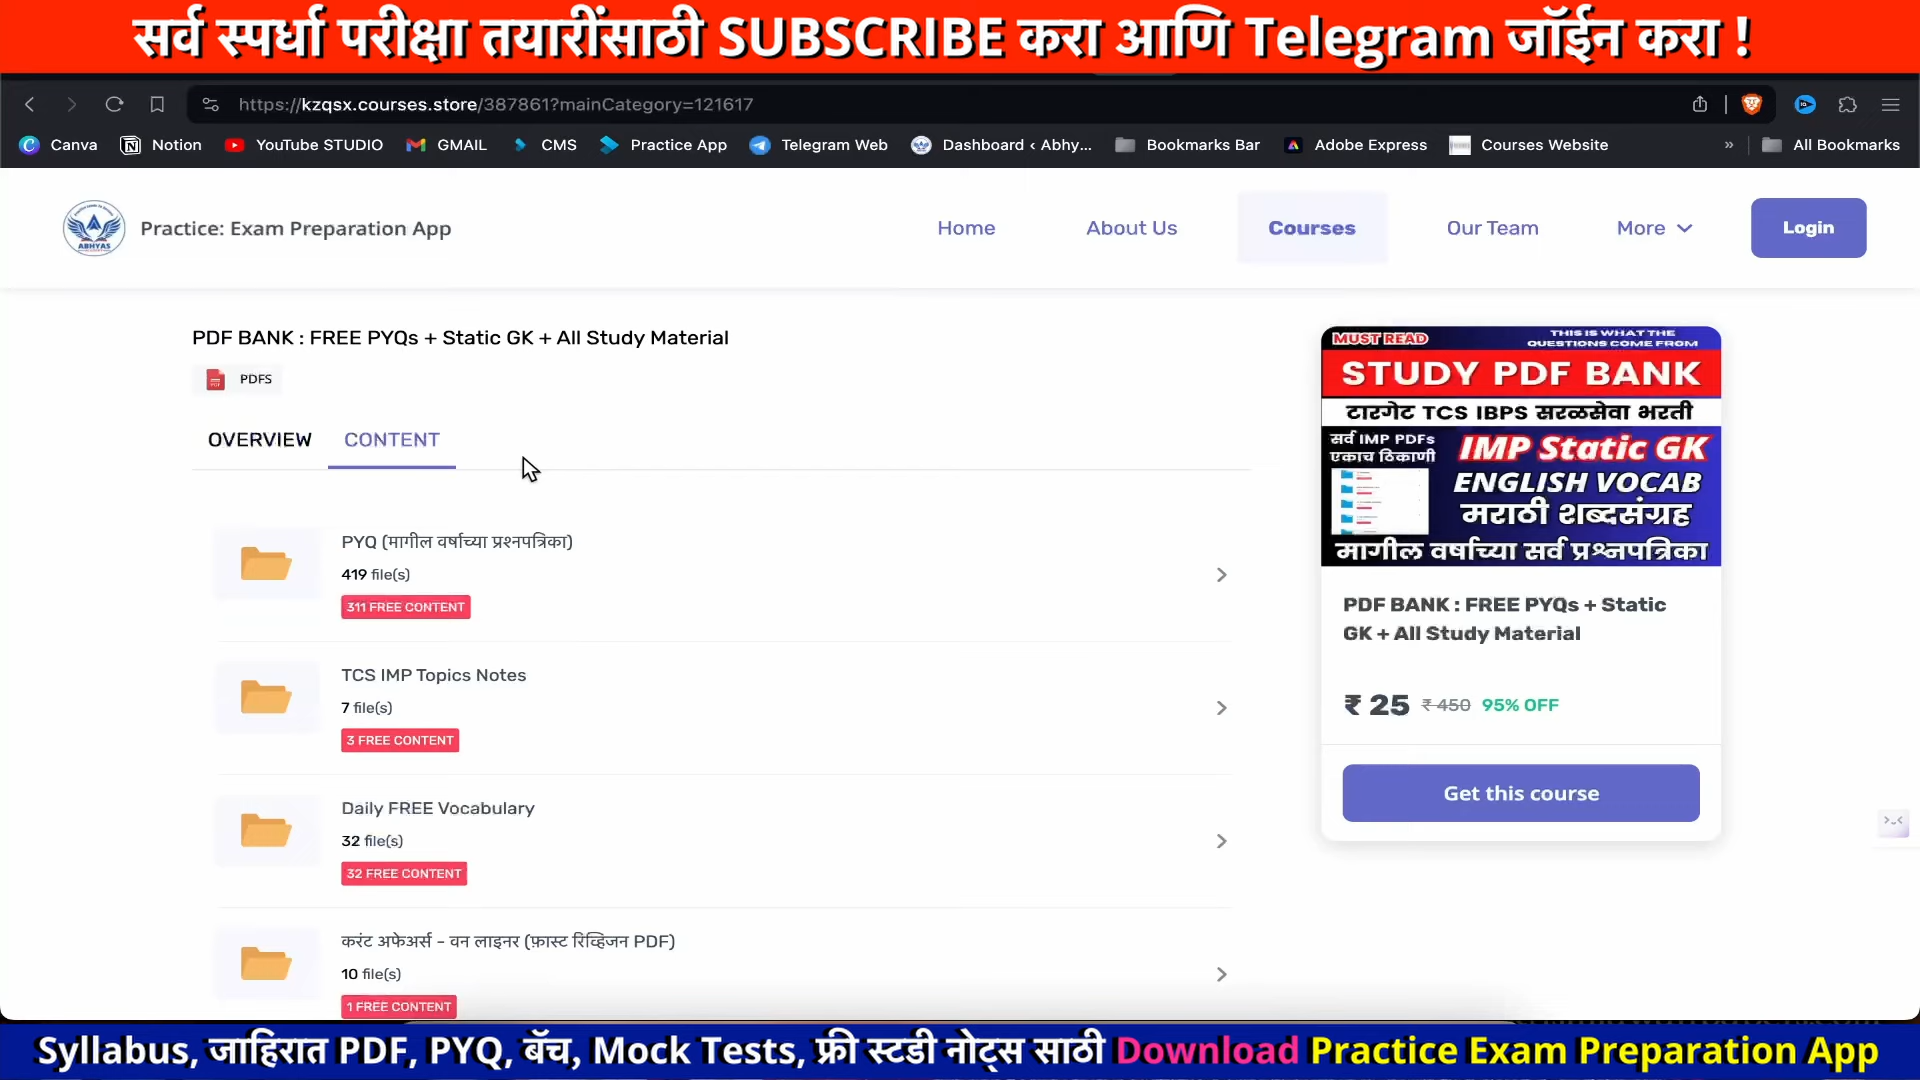 सर्व स्पर्धा परीक्षा तयारींसाठी SUBSCRIBE करा आणि Telegram जॉईन करा !
https://kzqsx.courses.store/387861?mainCategory=121617
Canva
Notion
YouTube STUDIO
GMAIL
CMS
Practice App
Telegram Web
Dashboard ‹ Abhy...
Bookmarks Bar
Adobe Express
Courses Website
»
All Bookmarks
ABHYAS
Practice: Exam Preparation App
Home
About Us
Courses
Our Team
More
Login
PDF BANK : FREE PYQs + Static GK + All Study Material
PDFS
OVERVIEW
CONTENT
PYQ (मागील वर्षाच्या प्रश्नपत्रिका)
419 file(s)
311 FREE CONTENT
TCS IMP Topics Notes
7 file(s)
3 FREE CONTENT
Daily FREE Vocabulary
32 file(s)
32 FREE CONTENT
करंट अफेअर्स - वन लाइनर (फ़ास्ट रिव्हिजन PDF)
10 file(s)
1 FREE CONTENT
MUST READ
THIS IS WHAT THE
QUESTIONS COME FROM
STUDY PDF BANK
टारगेट TCS IBPS सरळसेवा भरती
सर्व IMP PDFs
एकाच ठिकाणी
IMP Static GK
ENGLISH VOCAB
मराठी शब्दसंग्रह
मागील वर्षाच्या सर्व प्रश्नपत्रिका
PDF BANK : FREE PYQs + Static
GK + All Study Material
₹ 25 ₹ 450 95% OFF
Get this course
Syllabus, जाहिरात PDF, PYQ, बॅच, Mock Tests, फ्री स्टडी नोट्स साठी Download Practice Exam Preparation App